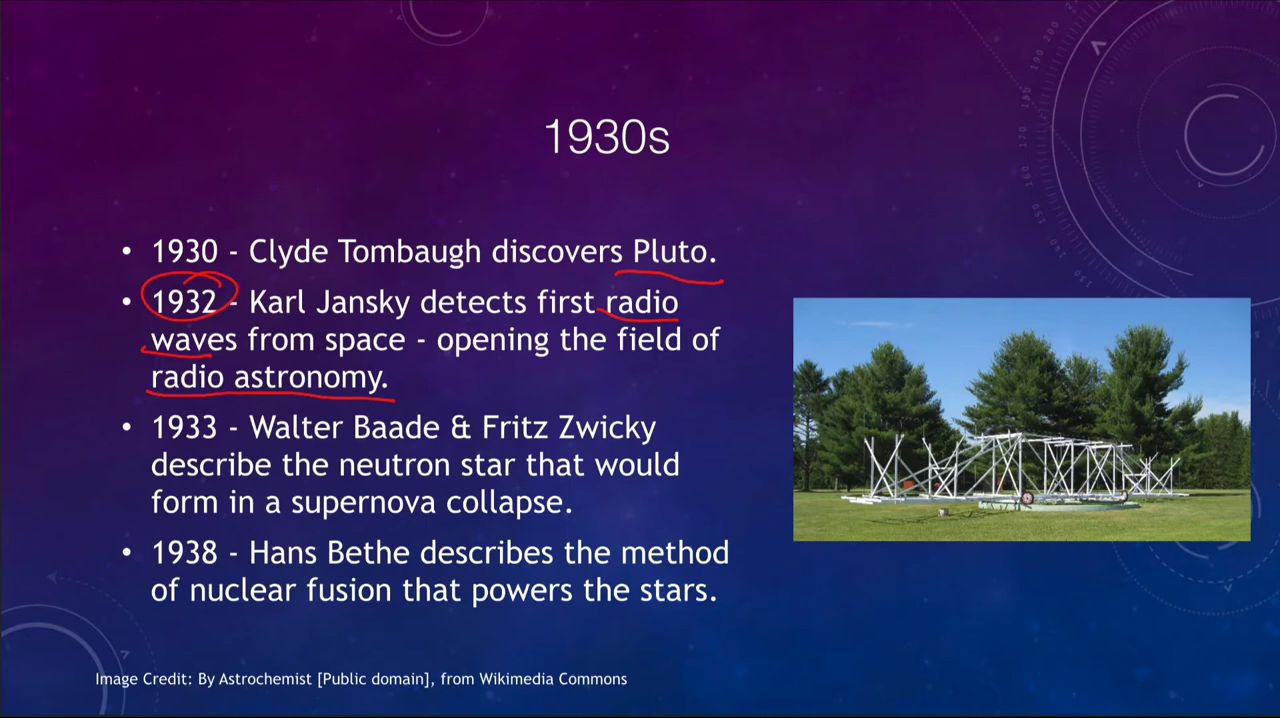 1930s
• 1930 - Clyde Tombaugh discovers Pluto.
• 1932 - Karl Jansky detects first radio
waves from space - opening the field of
radio astronomy.
• 1933 - Walter Baade & Fritz Zwicky
describe the neutron star that would
form in a supernova collapse.
• 1938 - Hans Bethe describes the method
of nuclear fusion that powers the stars.
Image Credit: By Astrochemist [Public domain], from Wikimedia Commons